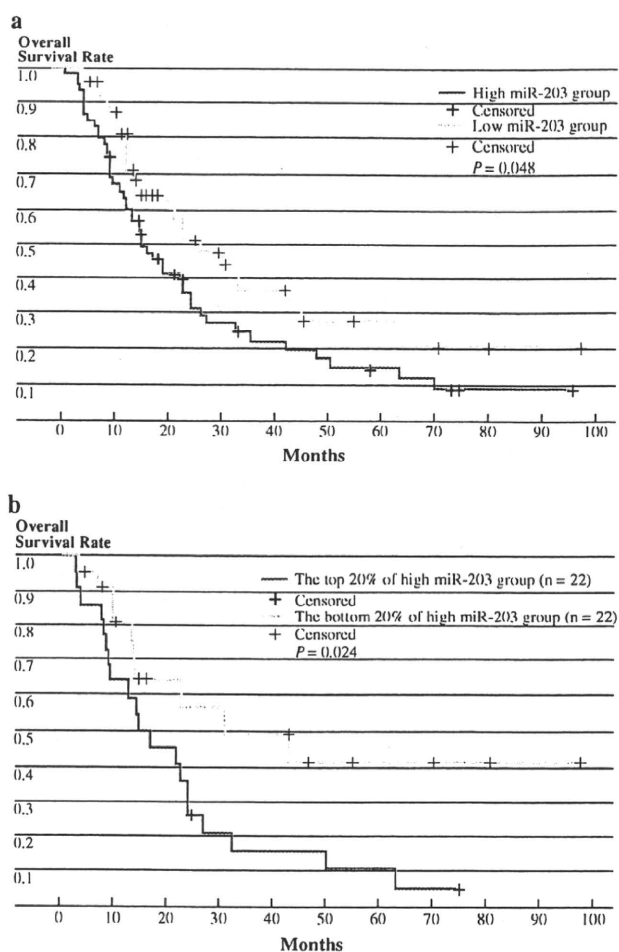 a
Overall
Survival Rate
1.0
High miR-203 group
0.9
Censored
Low miR-203 group
0.8
Censored
P = 0.048
0.7
0.6
0.5
0.4
0.3
0.2
0.1
0 10 20 30 40 50 60 70 80 90 100
Months
b
Overall
Survival Rate
1.0
The top 20% of high miR-203 group (n = 22)
0.9
Censored
The bottom 20% of high miR-203 group (n = 22)
0.8
Censored
P = 0.024
0.7
0.6
0.5
0.4
0.3
0.2
0.1
0 10 20 30 40 50 60 70 80 90 100
Months